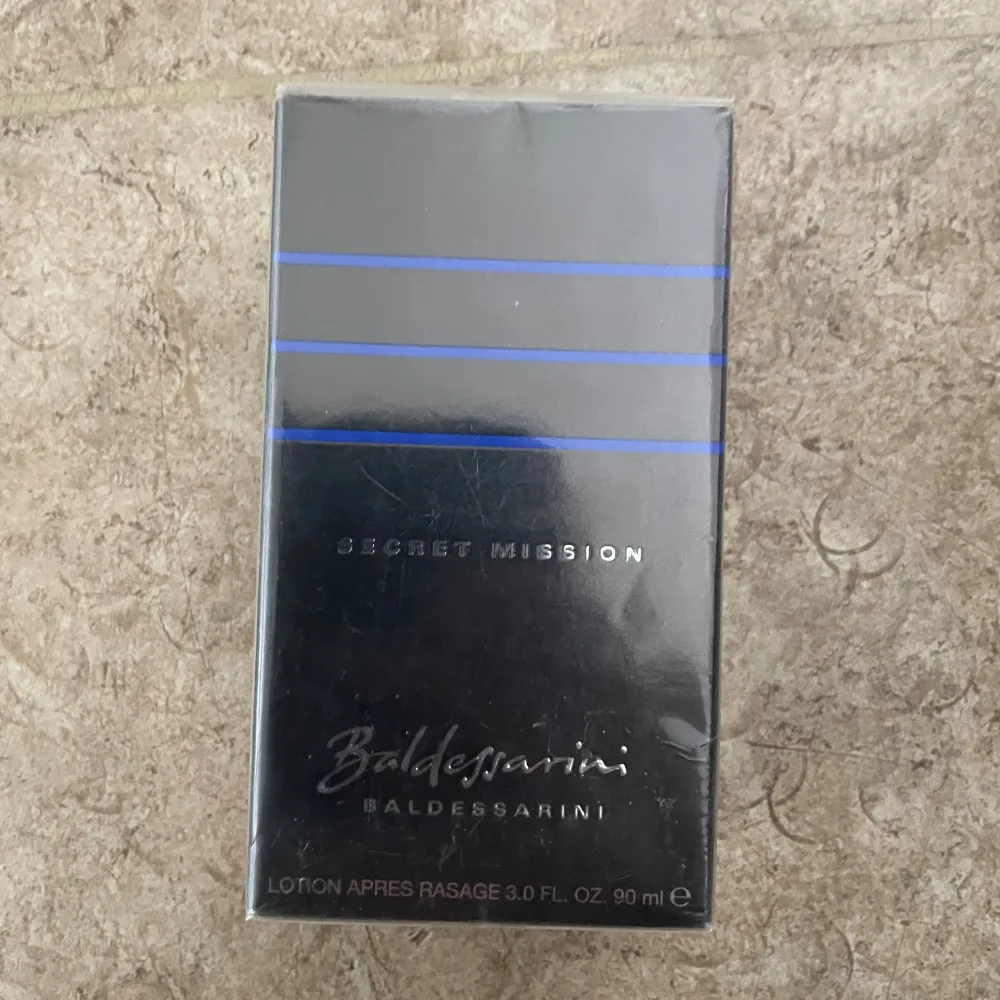 SECRET MISSION
Baldessarini
BALDESSARINI
LOTION APRES RASAGE 3.0 FL. OZ. 90 ml ℮